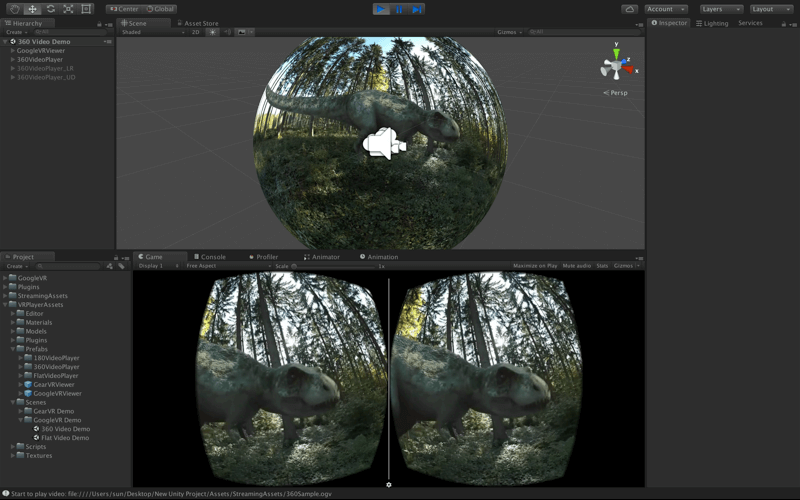 Center Global Account Layers Layout
Hierarchy Scene Asset Store Inspector Lighting Services
Create All Shaded 2D Gizmos All
360 Video Demo
GoogleVRViewer
360VideoPlayer
360VideoPlayer_LR
360VideoPlayer_UD
y
z
x
Persp
Project Game Console Profiler Animator Animation
Create Display 1 Free Aspect Scale 1x Maximize on Play Mute audio Stats Gizmos
GoogleVR
Plugins
StreamingAssets
VRPlayerAssets
Editor
Materials
Models
Plugins
Prefabs
180VideoPlayer
360VideoPlayer
FlatVideoPlayer
GearVRViewer
GoogleVRViewer
Scenes
GearVR Demo
GoogleVR Demo
360 Video Demo
Flat Video Demo
Scripts
Textures
Start to play video: file:////Users/sun/Desktop/New Unity Project/Assets/StreamingAssets/360Sample.ogv